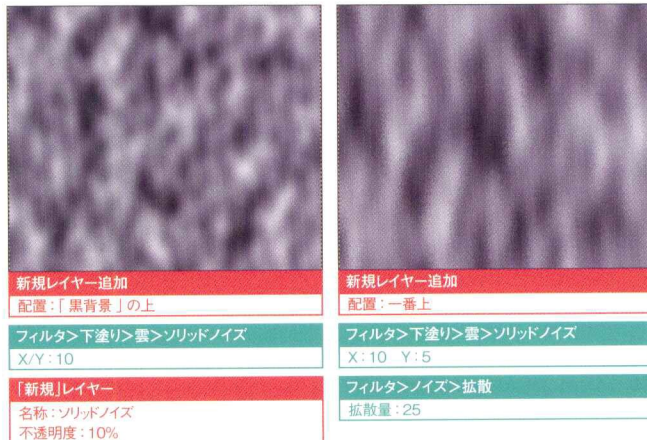 新規レイヤー追加
配置：「黒背景」の上
フィルタ>下塗り>雲>ソリッドノイズ
X/Y：10
「新規」レイヤー
名称：ソリッドノイズ
不透明度：10%
新規レイヤー追加
配置：一番上
フィルタ>下塗り>雲>ソリッドノイズ
X：10　Y：5
フィルタ>ノイズ>拡散
拡散量：25